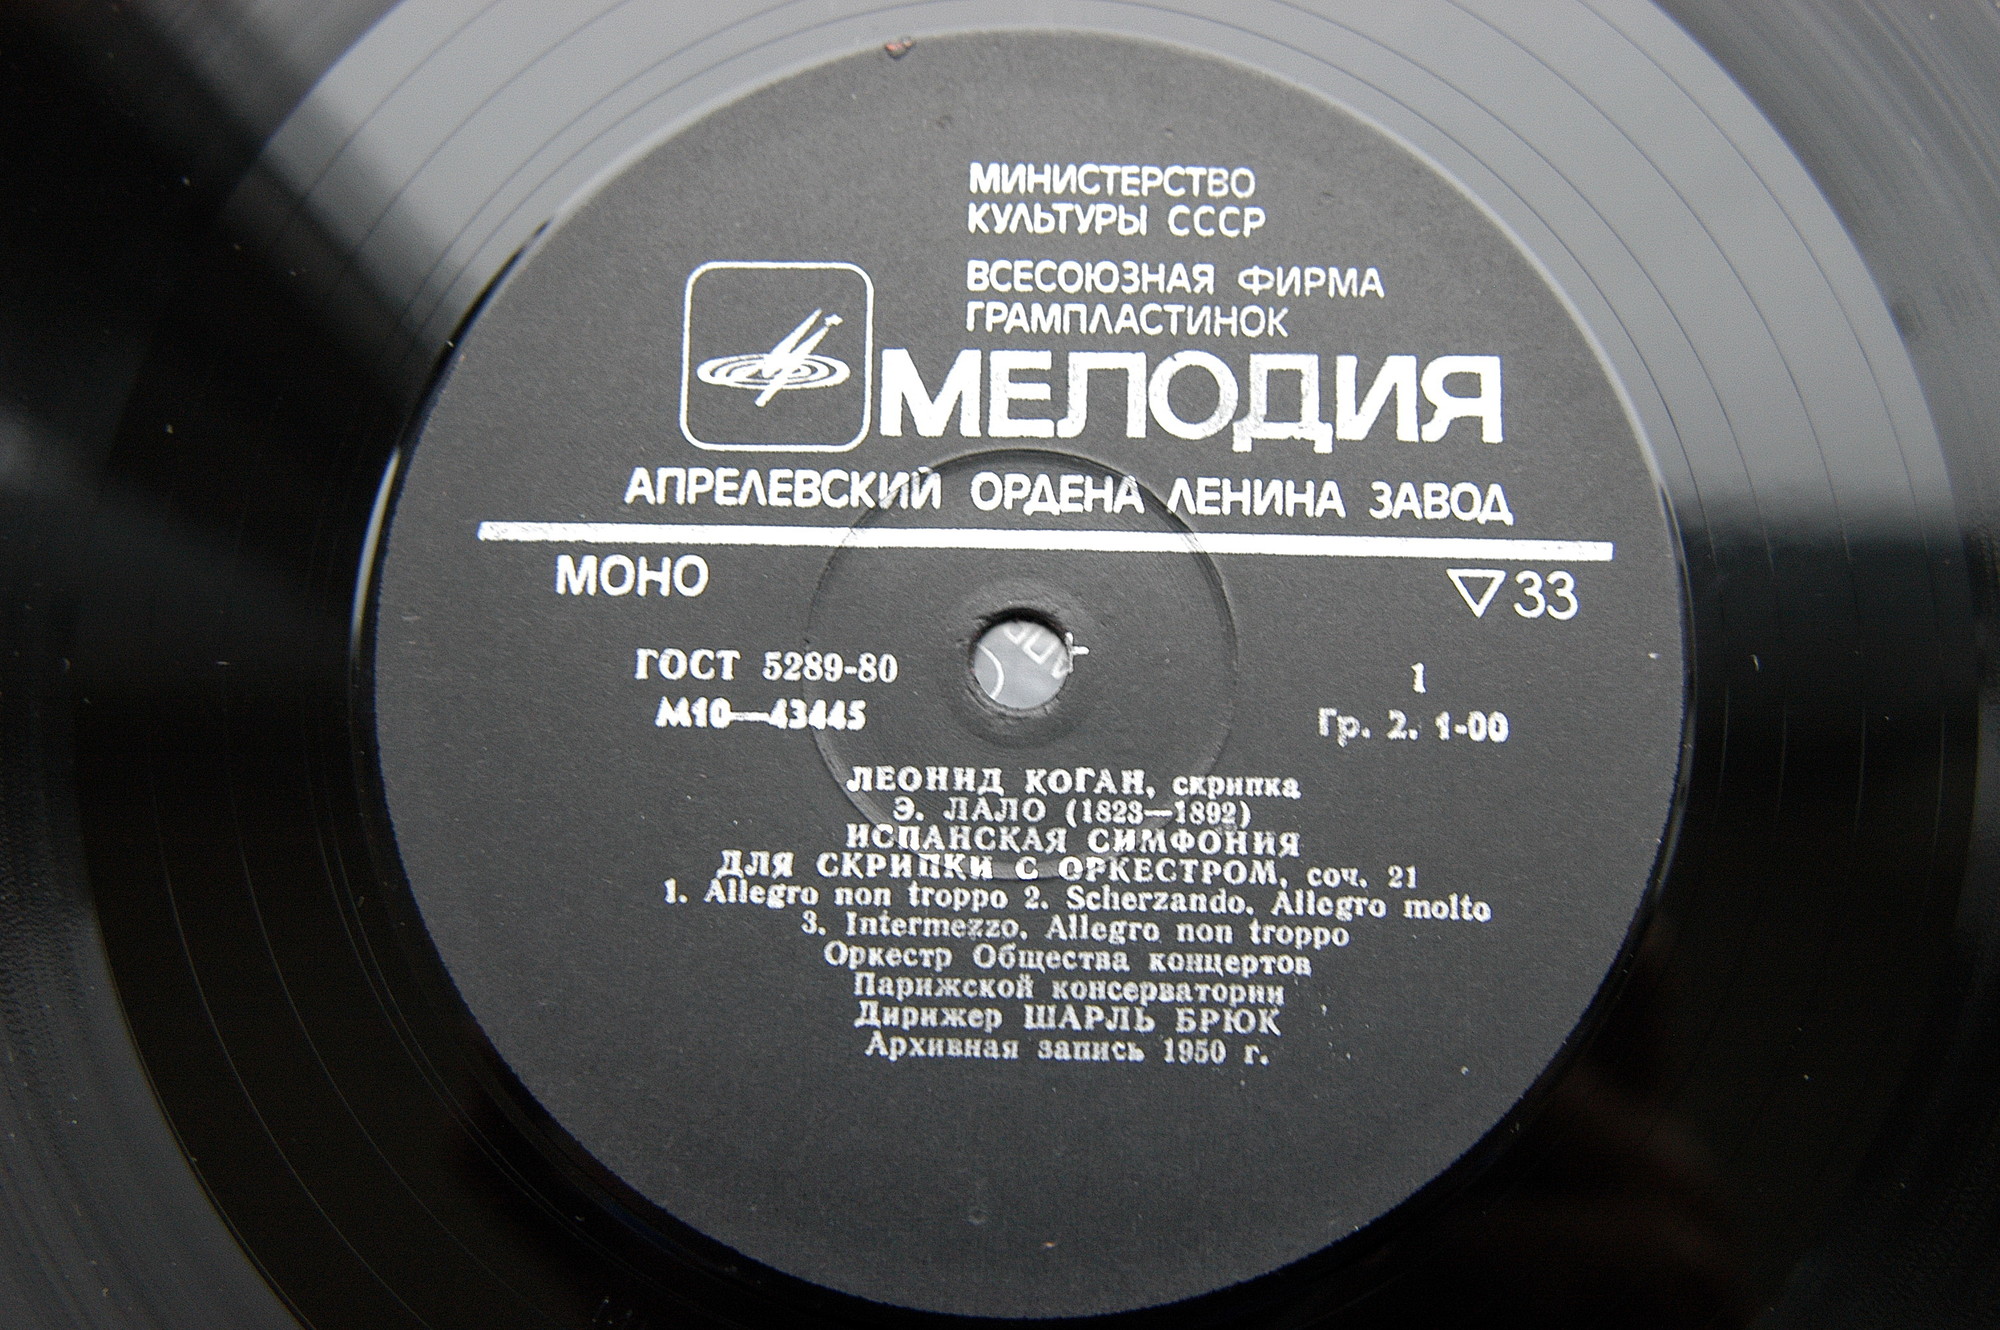 МИНИСТЕРСТВО
КУЛЬТУРЫ СССР
ВСЕСОЮЗНАЯ ФИРМА
ГРАМПЛАСТИНОК
МЕЛОДИЯ
АПРЕЛЕВСКИЙ ОРДЕНА ЛЕНИНА ЗАВОД
МОНО ▽33
ГОСТ 5289-80 1
М10—43445 Гр. 2. 1-00
ЛЕОНИД КОГАН, скрипка
Э. ЛАЛО (1823—1892)
ИСПАНСКАЯ СИМФОНИЯ
ДЛЯ СКРИПКИ С ОРКЕСТРОМ, соч. 21
1. Allegro non troppo 2. Scherzando. Allegro molto
3. Intermezzo. Allegro non troppo
Оркестр Общества концертов
Парижской консерватории
Дирижер ШАРЛЬ БРЮК
Архивная запись 1950 г.